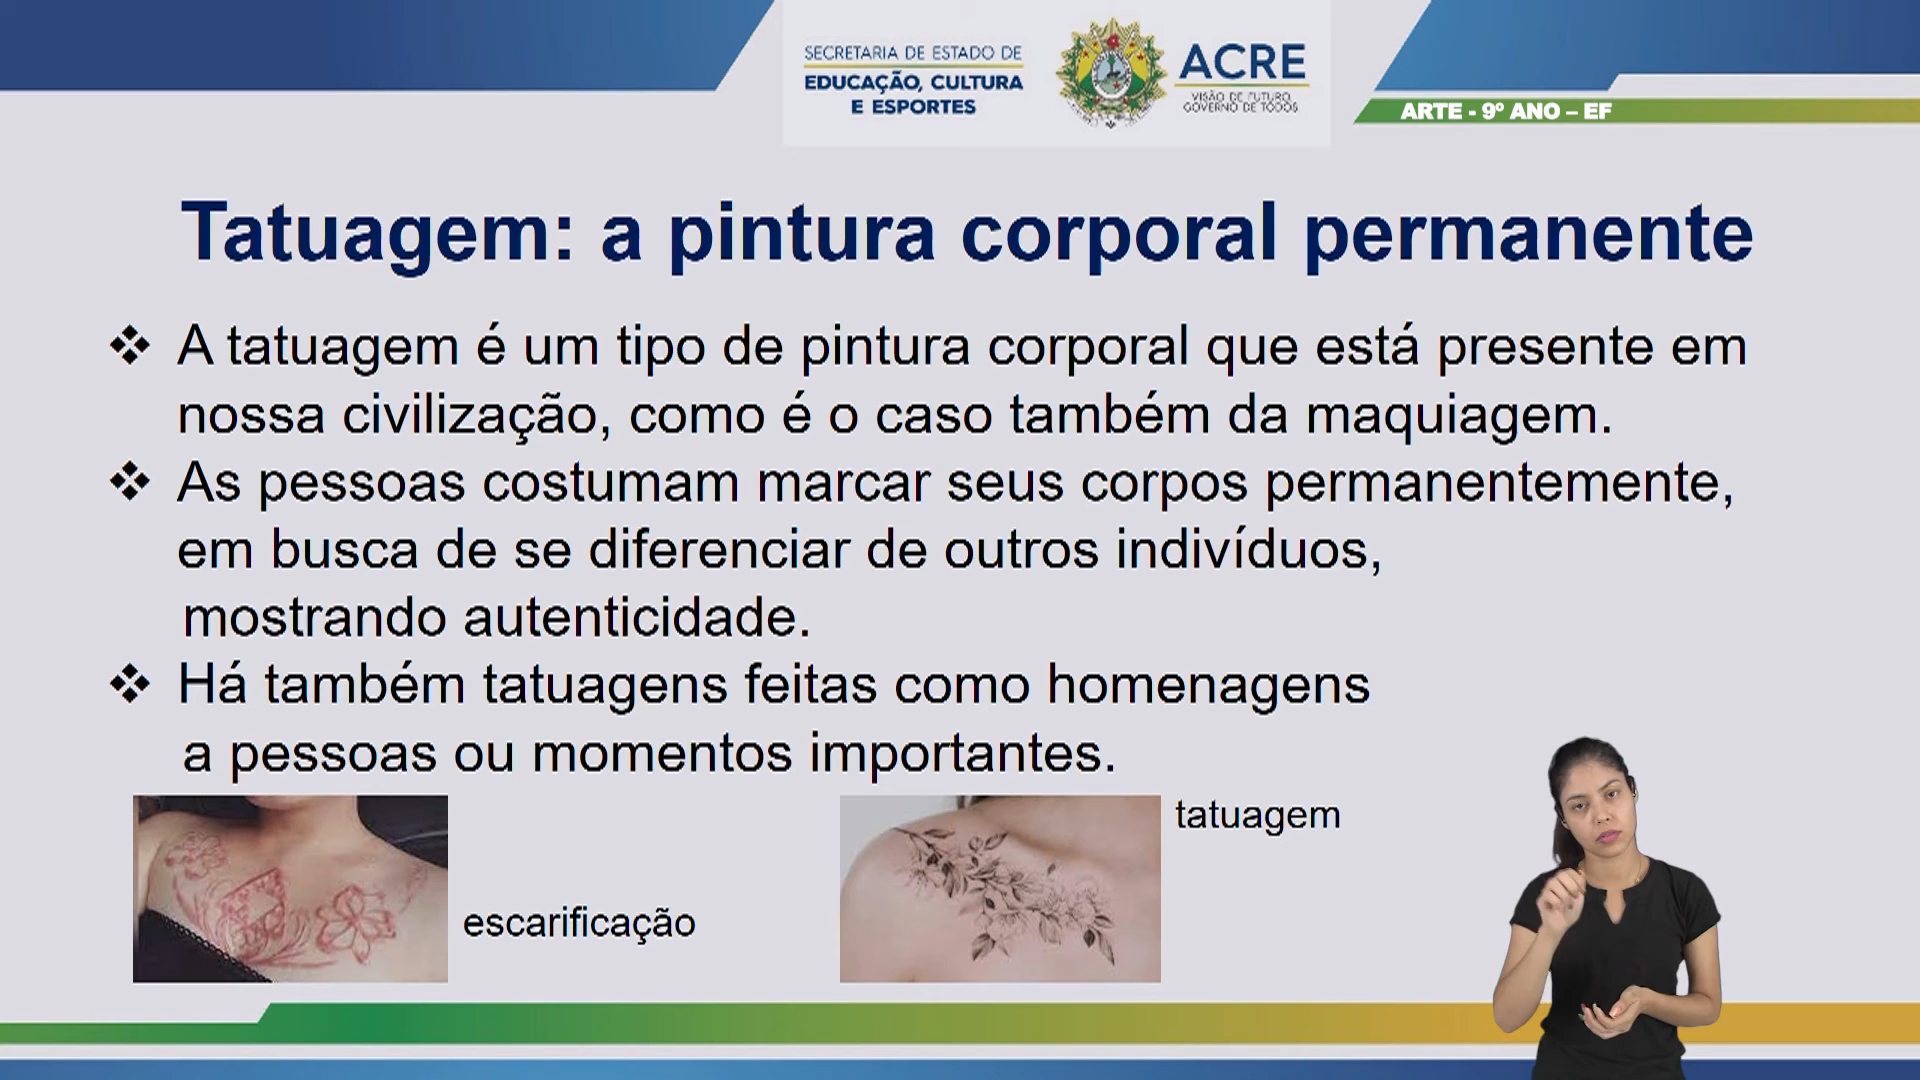 SECRETARIA DE ESTADO DE
EDUCAÇÃO, CULTURA
E ESPORTES
ACRE
VISÃO DE FUTURO,
GOVERNO DE TODOS
ARTE - 9º ANO – EF
Tatuagem: a pintura corporal permanente
❖ A tatuagem é um tipo de pintura corporal que está presente em
nossa civilização, como é o caso também da maquiagem.
❖ As pessoas costumam marcar seus corpos permanentemente,
em busca de se diferenciar de outros indivíduos,
mostrando autenticidade.
❖ Há também tatuagens feitas como homenagens
a pessoas ou momentos importantes.
tatuagem
escarificação